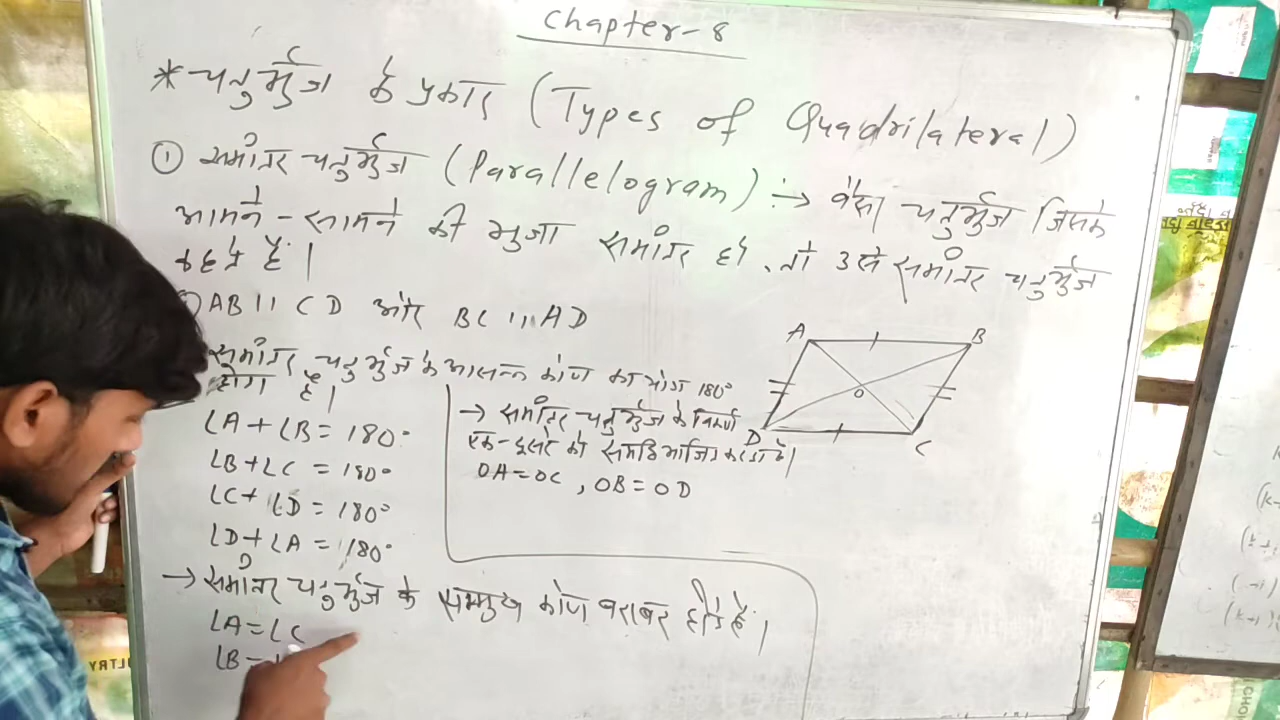 Chapter-8
* चतुर्भुज के प्रकार (Types of Quadrilateral)
① समांतर चतुर्भुज (Parallelogram) :→ वैसा चतुर्भुज जिसके
आमने-सामने की भुजा समांतर हो, तो उसे समांतर चतुर्भुज
कहते हैं।
AB || CD और BC || AD
समांतर चतुर्भुज के आसन्न कोण का योग 180°
होगा है।
∠A+∠B = 180°
∠B+∠C = 180°
∠C+∠D = 180°
∠D+∠A = 180°
→ समांतर चतुर्भुज के विकर्ण
एक-दूसरे को समद्विभाजित करता है।
OA=OC, OB=OD
A B
O
D C
→ समांतर चतुर्भुज के सम्मुख कोण बराबर होते हैं।
∠A=∠C
∠B=